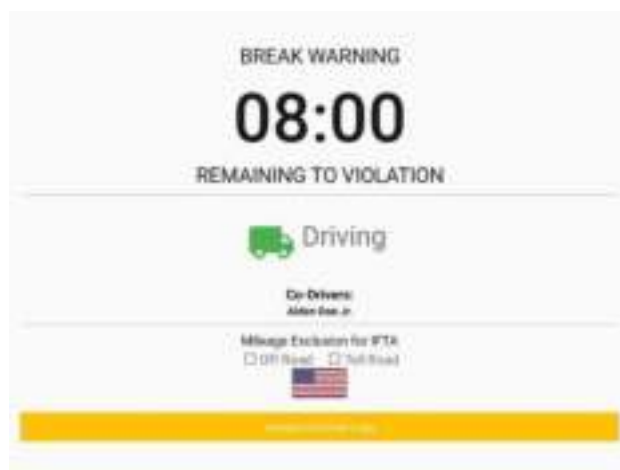 BREAK WARNING
08:00
REMAINING TO VIOLATION
Driving
Co-Drivers:
Mileage Exclusion for IFTA
Off Road Toll Road